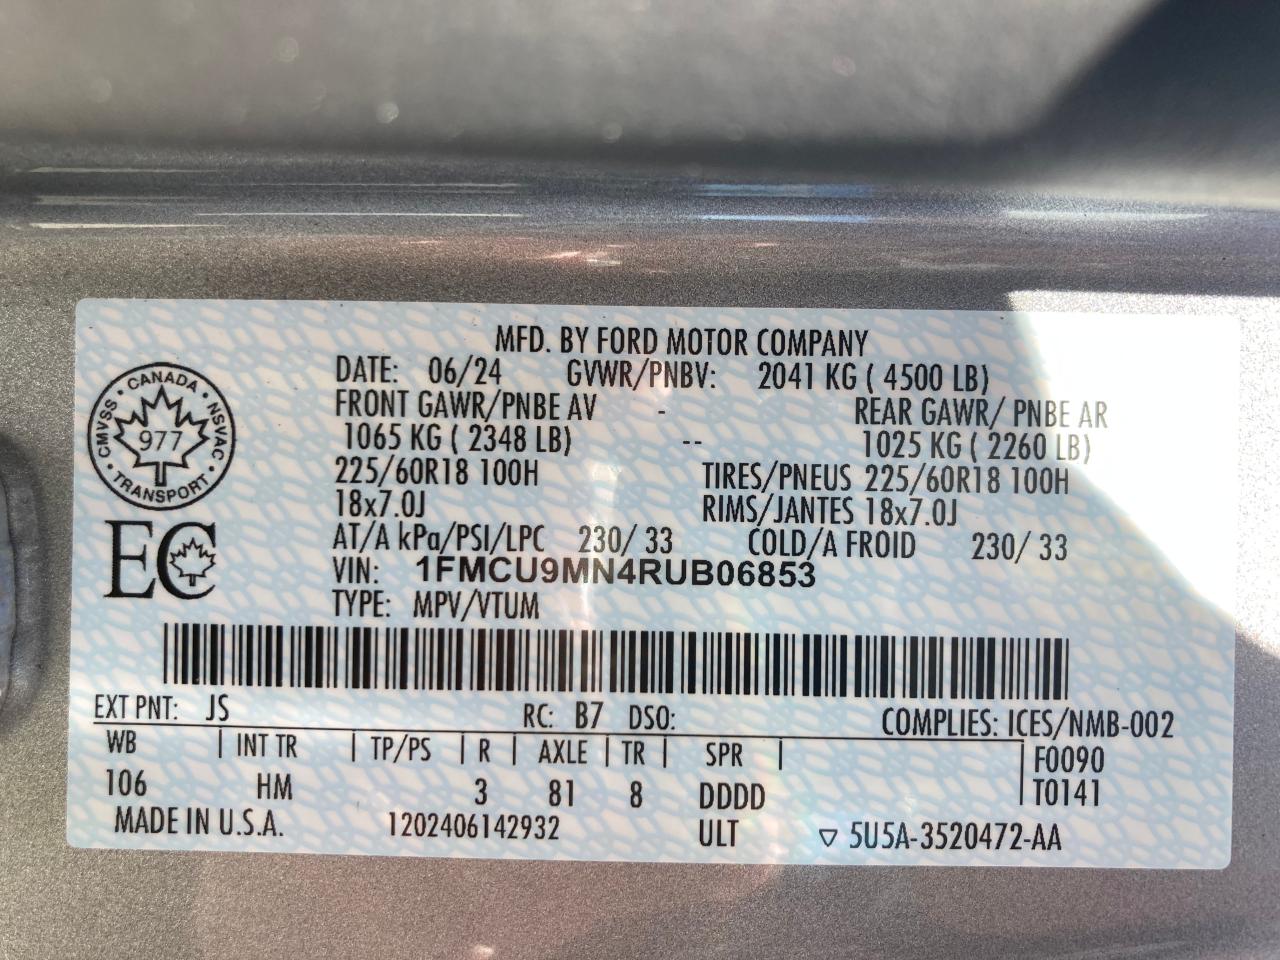 MFD. BY FORD MOTOR COMPANY
DATE: 06/24 GVWR/PNBV: 2041 KG ( 4500 LB)
FRONT GAWR/PNBE AV - REAR GAWR/ PNBE AR
1065 KG ( 2348 LB) -- 1025 KG ( 2260 LB)
225/60R18 100H TIRES/PNEUS 225/60R18 100H
18x7.0J RIMS/JANTES 18x7.0J
AT/A kPa/PSI/LPC 230/ 33 COLD/A FROID 230/ 33
VIN: 1FMCU9MN4RUB06853
TYPE: MPV/VTUM
CANADA
CMVSS NSVAC
977
TRANSPORT
EC
EXT PNT: JS RC: B7 DSO: COMPLIES: ICES/NMB-002
WB | INT TR | TP/PS | R | AXLE | TR | SPR | F0090
106 HM 3 81 8 DDDD T0141
MADE IN U.S.A. 1202406142932 ULT ▽ 5U5A-3520472-AA